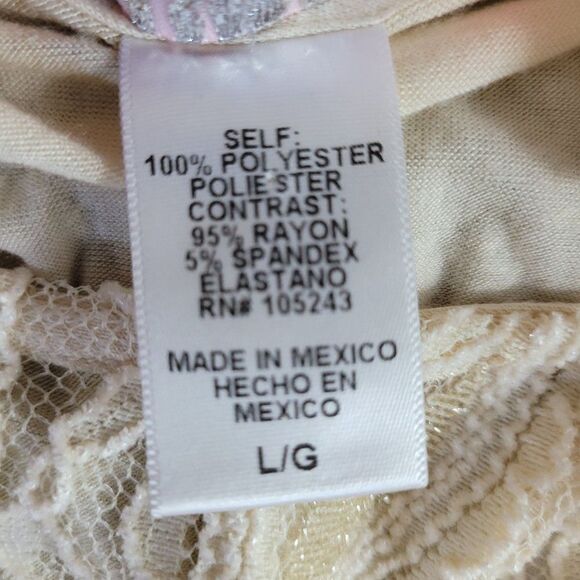 SELF:
100% POLYESTER
POLIESTER
CONTRAST:
95% RAYON
5% SPANDEX
ELASTANO
RN# 105243
MADE IN MEXICO
HECHO EN
MEXICO
L/G